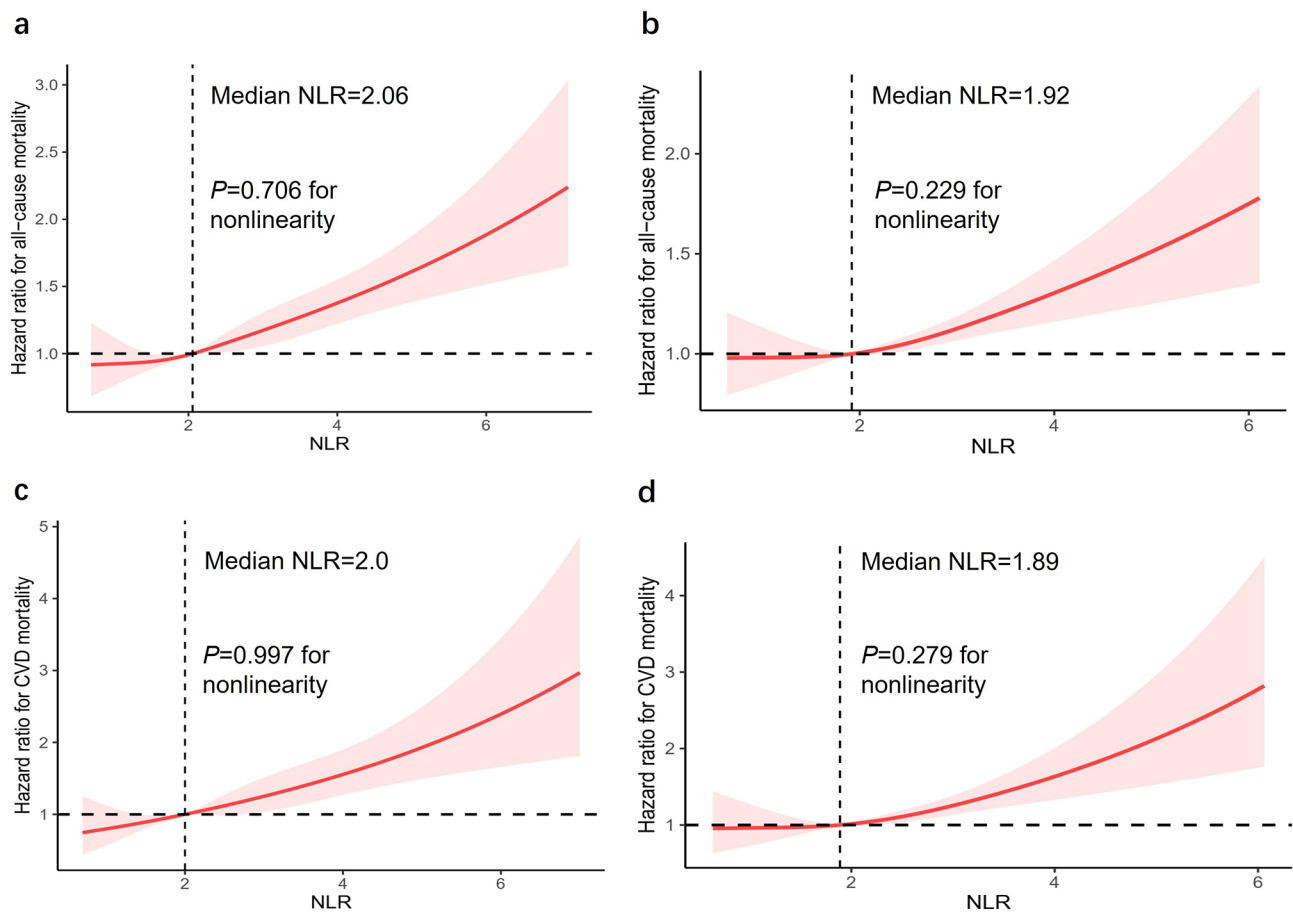 a
Hazard ratio for all−cause mortality
3.0
2.5
2.0
1.5
1.0
Median NLR=2.06
P=0.706 for
nonlinearity
2
4
6
NLR
b
Hazard ratio for all−cause mortality
2.0
1.5
1.0
Median NLR=1.92
P=0.229 for
nonlinearity
2
4
6
NLR
c
Hazard ratio for CVD mortality
5
4
3
2
1
Median NLR=2.0
P=0.997 for
nonlinearity
2
4
6
NLR
d
Hazard ratio for CVD mortality
4
3
2
1
Median NLR=1.89
P=0.279 for
nonlinearity
2
4
6
NLR